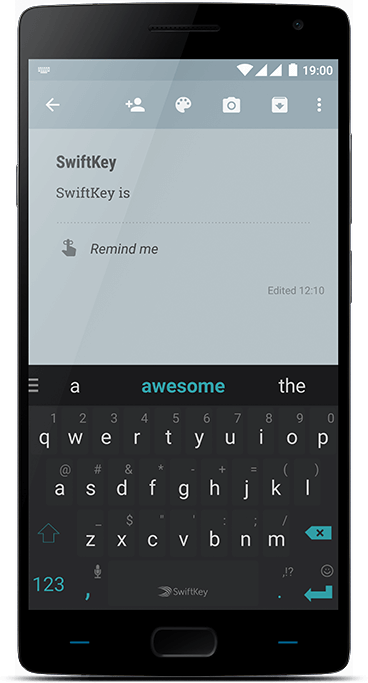 19:00
SwiftKey
SwiftKey is
Remind me
Edited 12:10
a awesome the
1 2 3 4 5 6 7 8 9 0
q w e r t y u i o p
@ # & * - + = ( )
a s d f g h j k l
_ $ " ' : ; /
z x c v b n m
123 , SwiftKey ,!? .